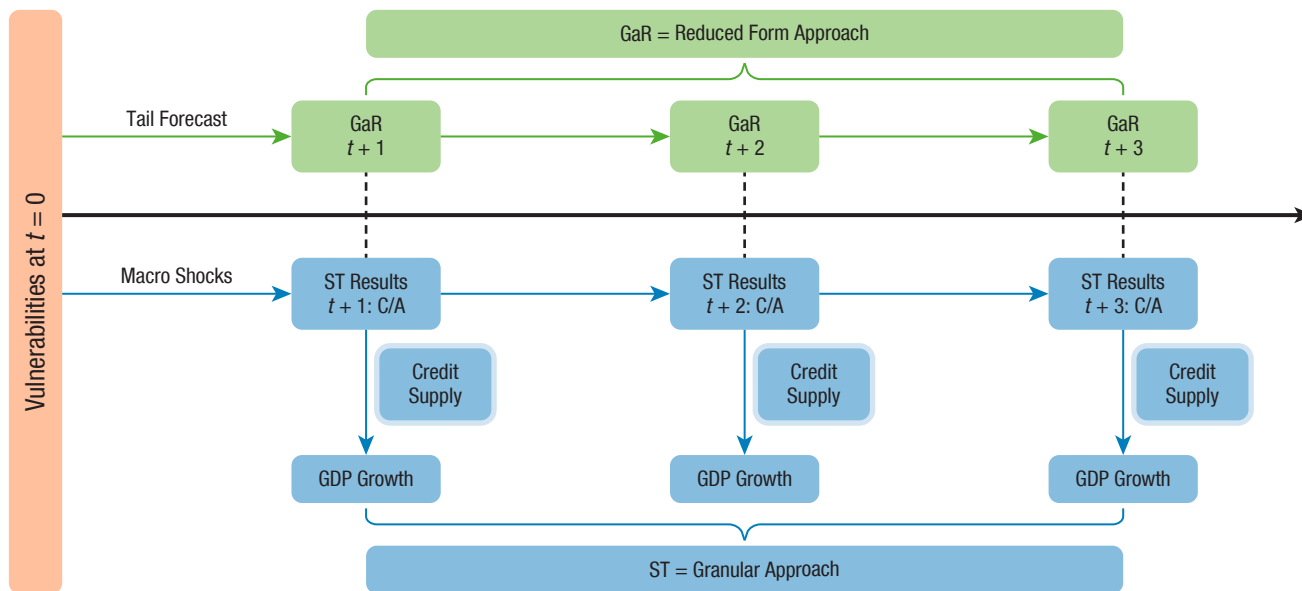 Vulnerabilities at t = 0
GaR = Reduced Form Approach
Tail Forecast
GaR
t + 1
GaR
t + 2
GaR
t + 3
Macro Shocks
ST Results
t + 1: C/A
ST Results
t + 2: C/A
ST Results
t + 3: C/A
Credit
Supply
Credit
Supply
Credit
Supply
GDP Growth
GDP Growth
GDP Growth
ST = Granular Approach